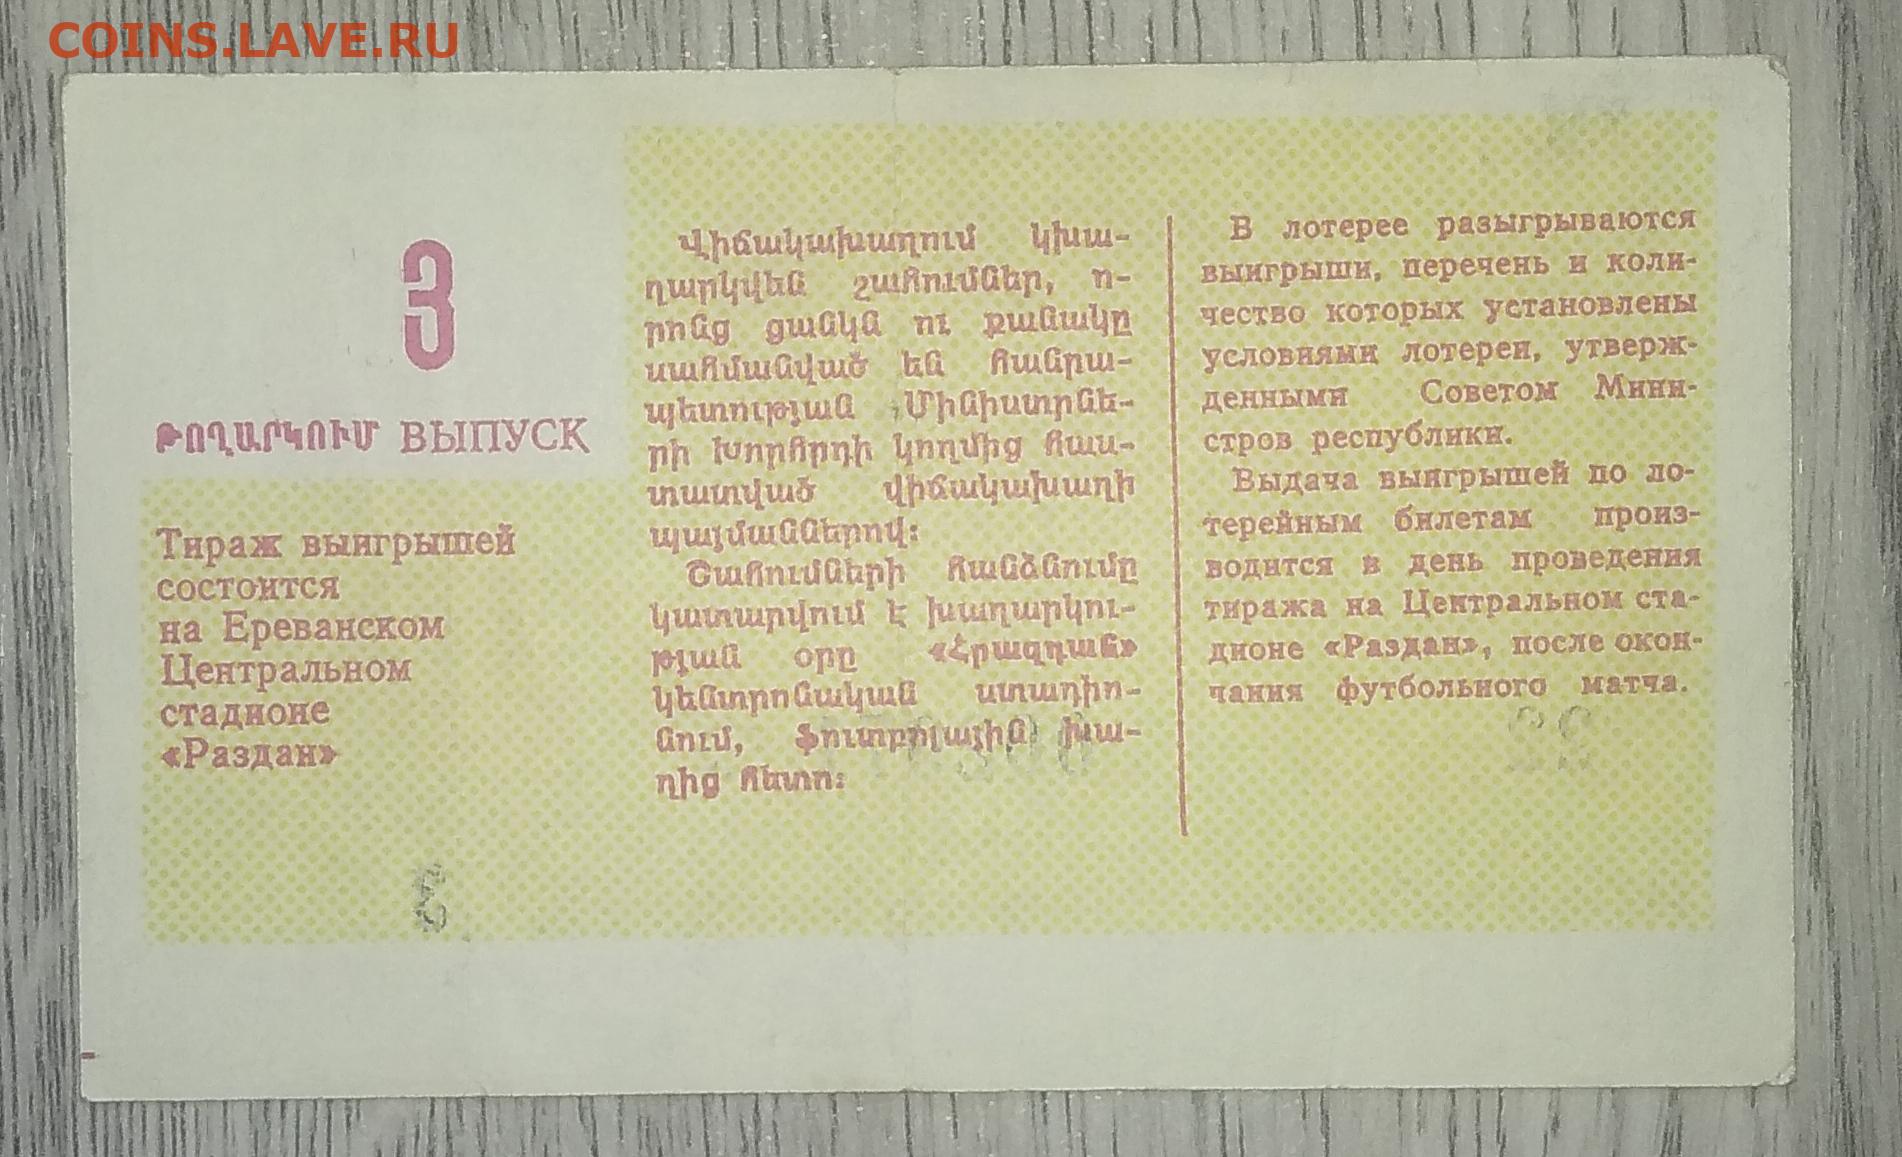 COINS.LAVE.RU
3
ԹՈՂԱՐԿՈՒՄ ВЫПУСК
Тираж выигрышей
состоится
на Ереванском
Центральном
стадионе
«Раздан»
Վիճակախաղում կխա-
ղարկվեն շահումներ, ո-
րոնց ցանկն ու քանակը
սահմանված են հանրա-
պետության Մինիստրնե-
րի Խորհրդի կողմից հաս-
տատված վիճակախաղի
պայմաններով։
Շահումների հանձնումը
կատարվում է խաղարկու-
թյան օրը «Հրազդան»
կենտրոնական ստադիո-
նում, ֆուտբոլային խա-
ղից հետո։
В лотерее разыгрываются
выигрыши, перечень и коли-
чество которых установлены
условиями лотереи, утверж-
денными Советом Мини-
стров республики.
Выдача выигрышей по ло-
терейным билетам произ-
водится в день проведения
тиража на Центральном ста-
дионе «Раздан», после окон-
чания футбольного матча.